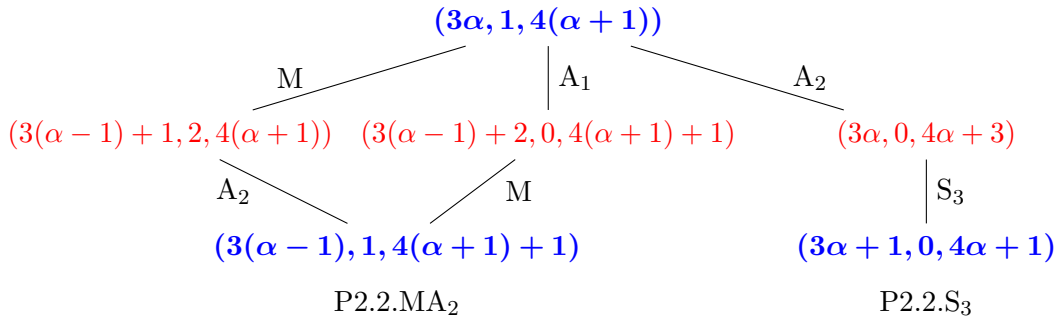 (3α, 1, 4(α + 1))
M A₁ A₂
(3(α − 1) + 1, 2, 4(α + 1)) (3(α − 1) + 2, 0, 4(α + 1) + 1) (3α, 0, 4α + 3)
A₂ M S₃
(3(α − 1), 1, 4(α + 1) + 1) (3α + 1, 0, 4α + 1)
P2.2.MA₂ P2.2.S₃